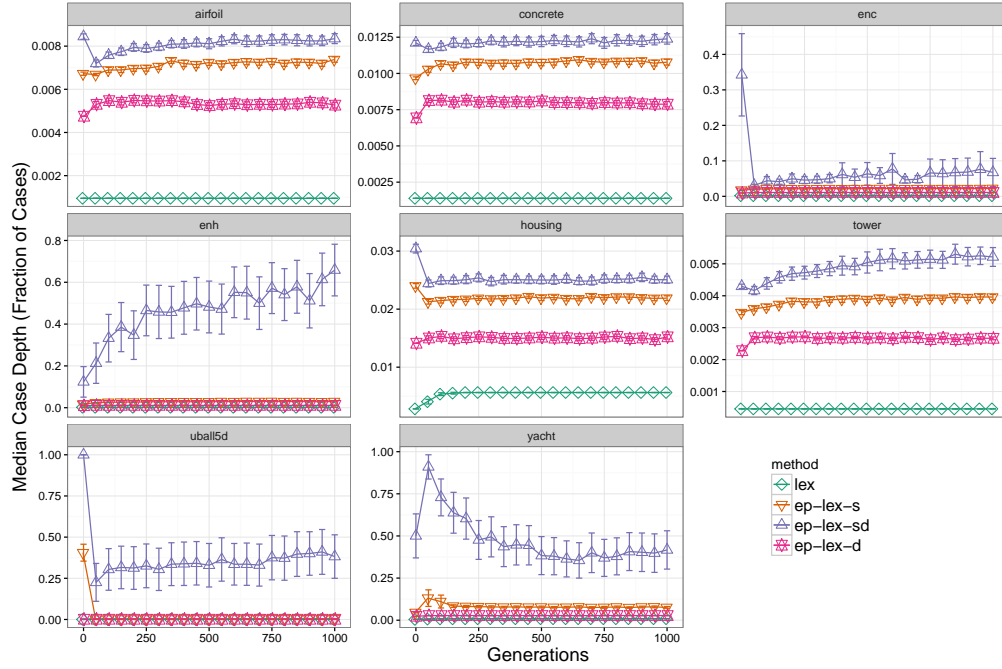 airfoil
concrete
enc
0.008
0.006
0.004
0.002
0.0125
0.0100
0.0075
0.0050
0.0025
0.4
0.3
0.2
0.1
0.0
enh
housing
tower
0.8
0.6
0.4
0.2
0.0
0.03
0.02
0.01
0.005
0.004
0.003
0.002
0.001
uball5d
yacht
1.00
0.75
0.50
0.25
0.00
1.00
0.75
0.50
0.25
0.00
0 250 500 750 1000
0 250 500 750 1000
Generations
Median Case Depth (Fraction of Cases)
method
lex
ep-lex-s
ep-lex-sd
ep-lex-d